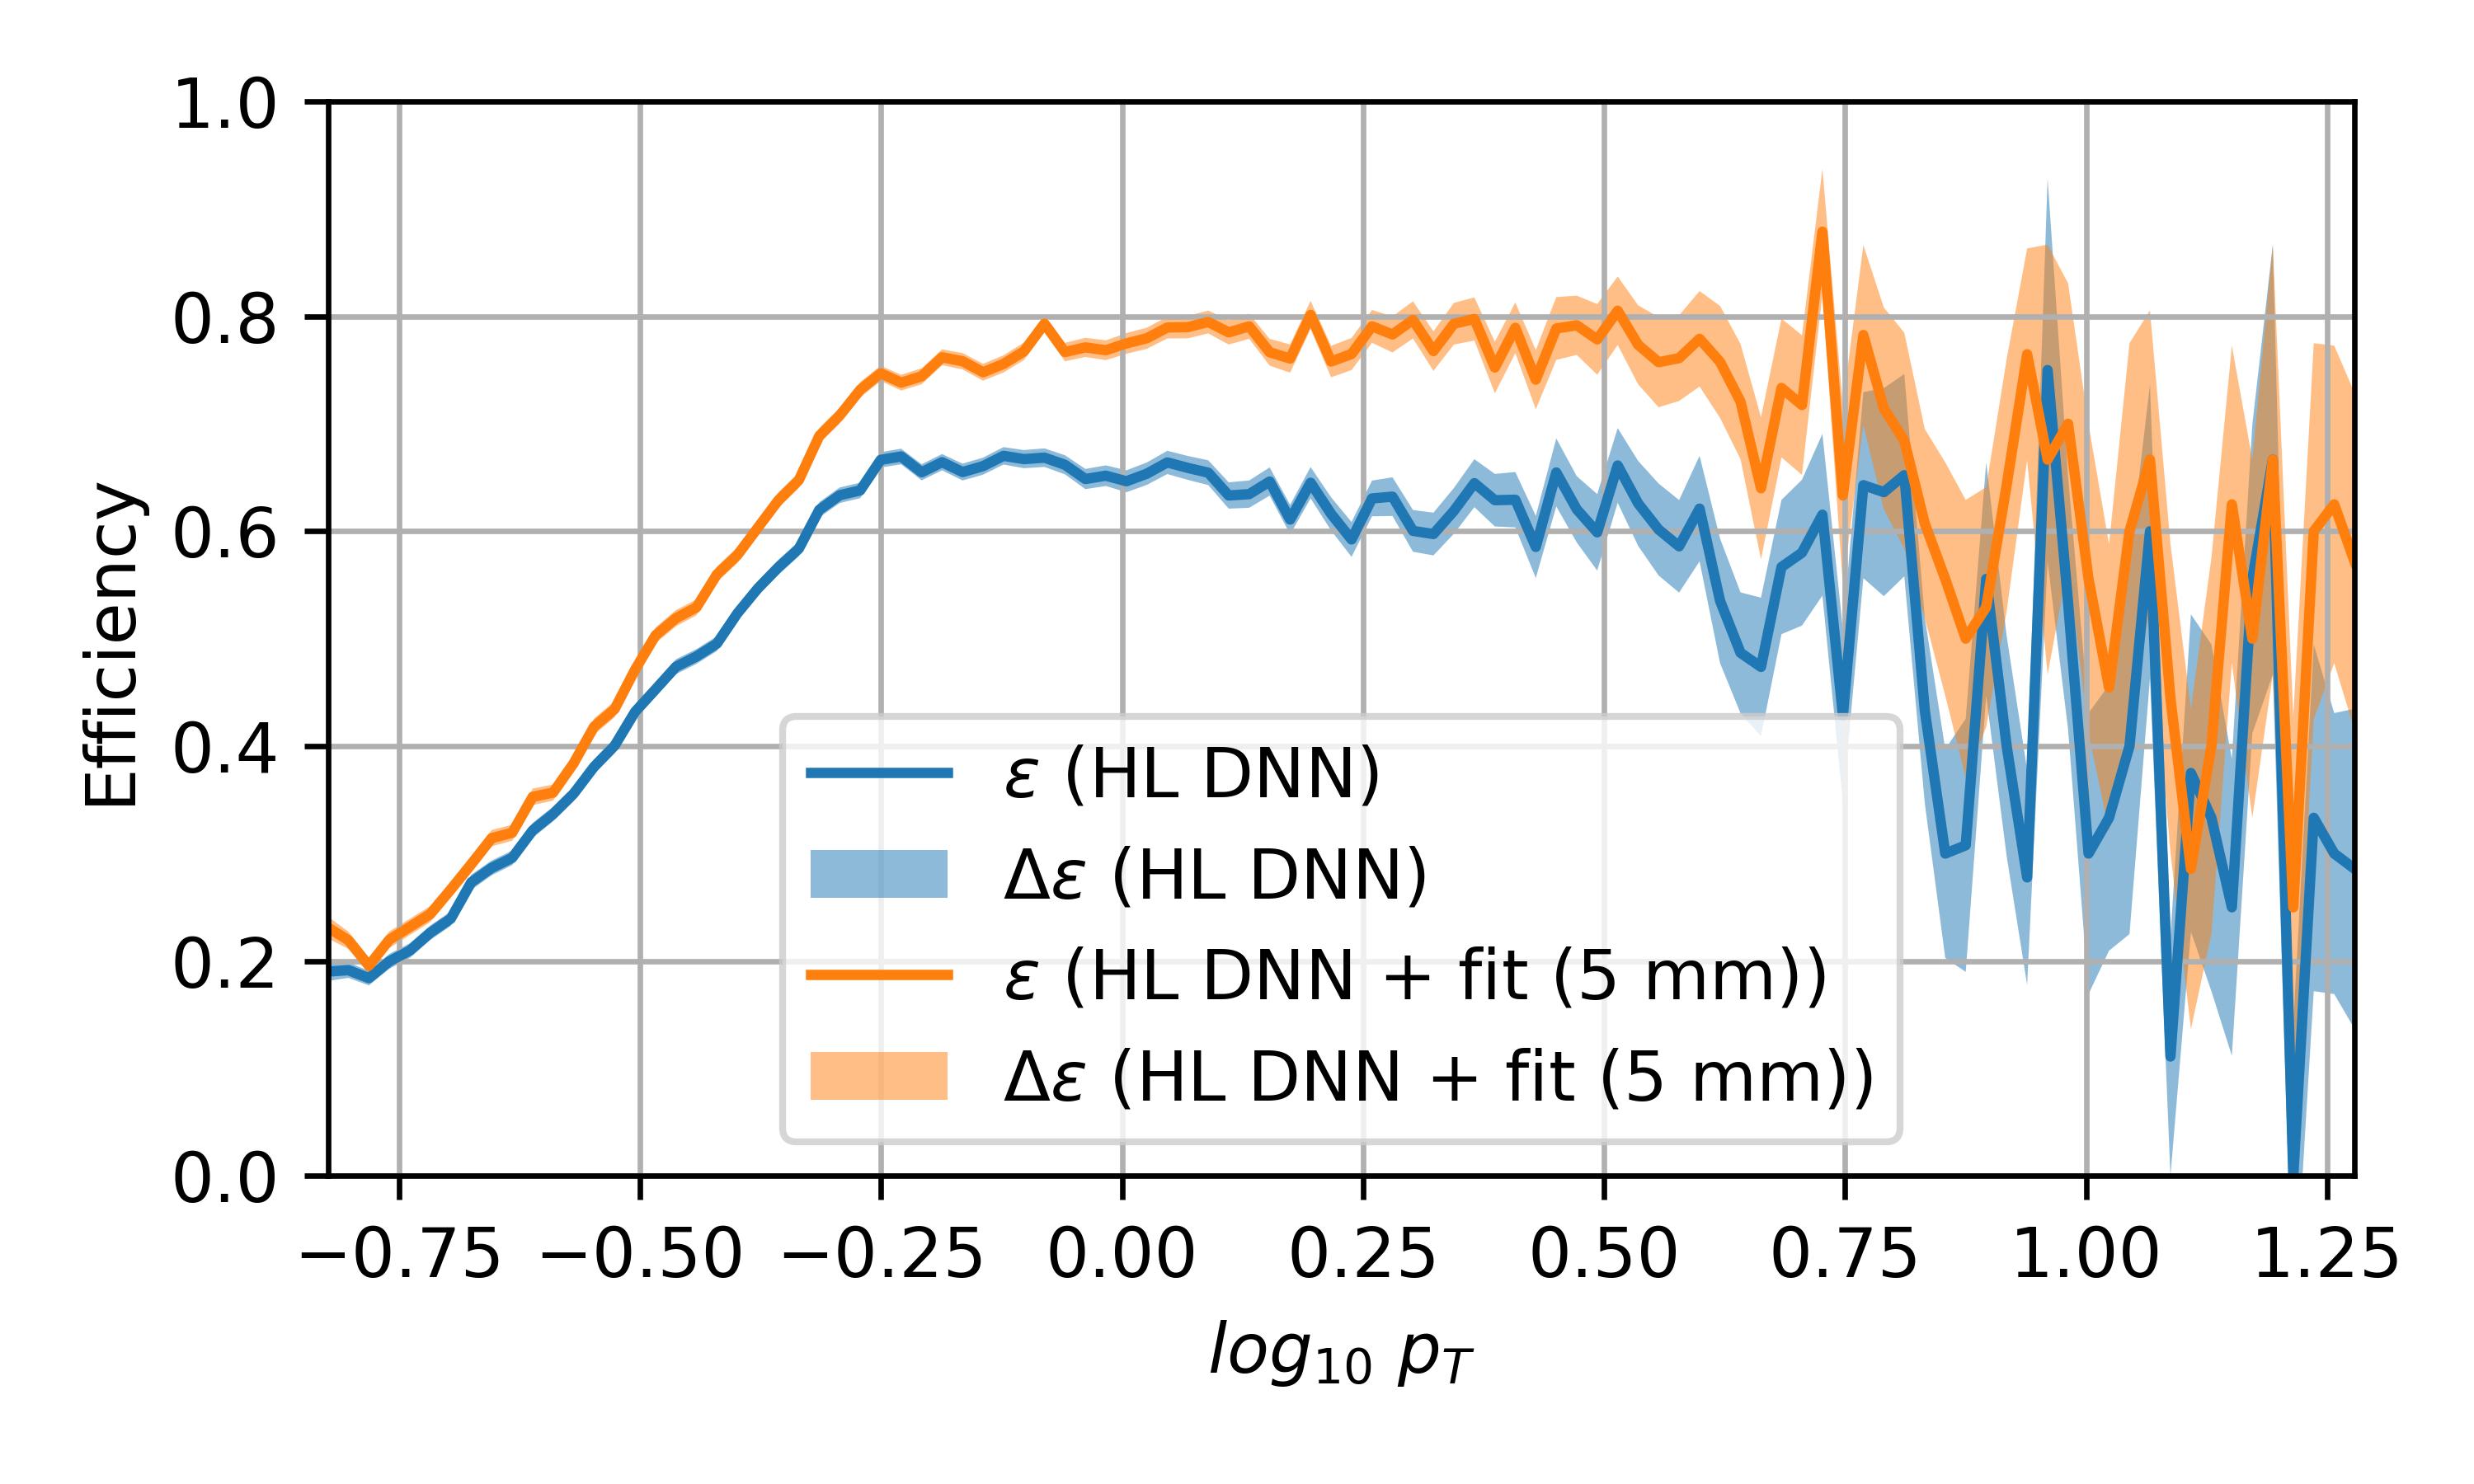 1.0
0.8
0.6
0.4
0.2
0.0
Efficiency
ε (HL DNN)
Δε (HL DNN)
ε (HL DNN + fit (5 mm))
Δε (HL DNN + fit (5 mm))
−0.75 −0.50 −0.25 0.00 0.25 0.50 0.75 1.00 1.25
log₁₀ p_T